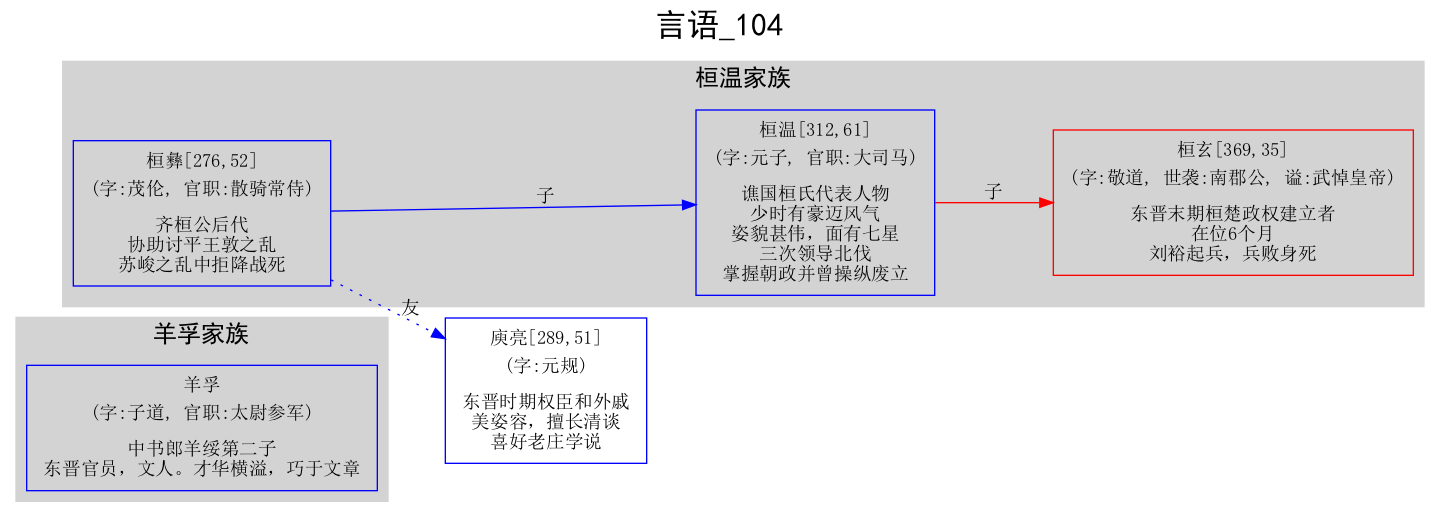 言语_104
桓温家族
桓彝[276,52]
(字:茂伦, 官职:散骑常侍)
齐桓公后代
协助讨平王敦之乱
苏峻之乱中拒降战死
子
桓温[312,61]
(字:元子, 官职:大司马)
谯国桓氏代表人物
少时有豪迈风气
姿貌甚伟，面有七星
三次领导北伐
掌握朝政并曾操纵废立
子
桓玄[369,35]
(字:敬道, 世袭:南郡公, 谥:武悼皇帝)
东晋末期桓楚政权建立者
在位6个月
刘裕起兵，兵败身死
友
庾亮[289,51]
(字:元规)
东晋时期权臣和外戚
美姿容，擅长清谈
喜好老庄学说
羊孚家族
羊孚
(字:子道, 官职:太尉参军)
中书郎羊绥第二子
东晋官员，文人。才华横溢，巧于文章